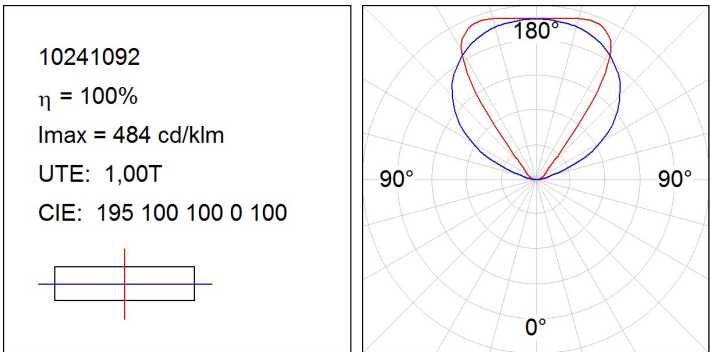 10241092
η = 100%
Imax = 484 cd/klm
UTE: 1,00T
CIE: 195 100 100 0 100
180°
90° 90°
0°